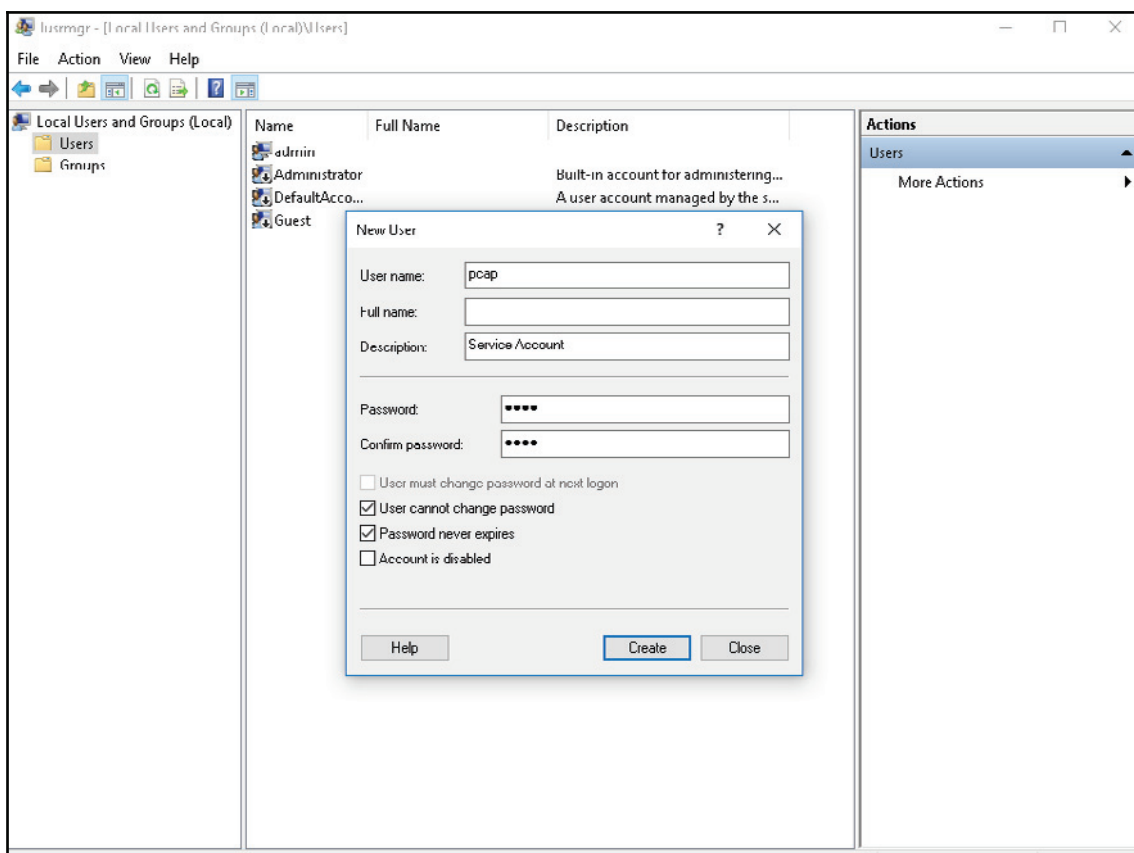 lusrmgr - [Local Users and Groups (Local)\Users]
File Action View Help
Local Users and Groups (Local)
Users
Groups
Name Full Name Description
admin
Administrator Built-in account for administering...
DefaultAcco... A user account managed by the s...
Guest
Actions
Users
More Actions
New User
?
User name: pcap
Full name:
Description: Service Account
Password: ••••
Confirm password: ••••
User must change password at next logon
User cannot change password
Password never expires
Account is disabled
Help Create Close